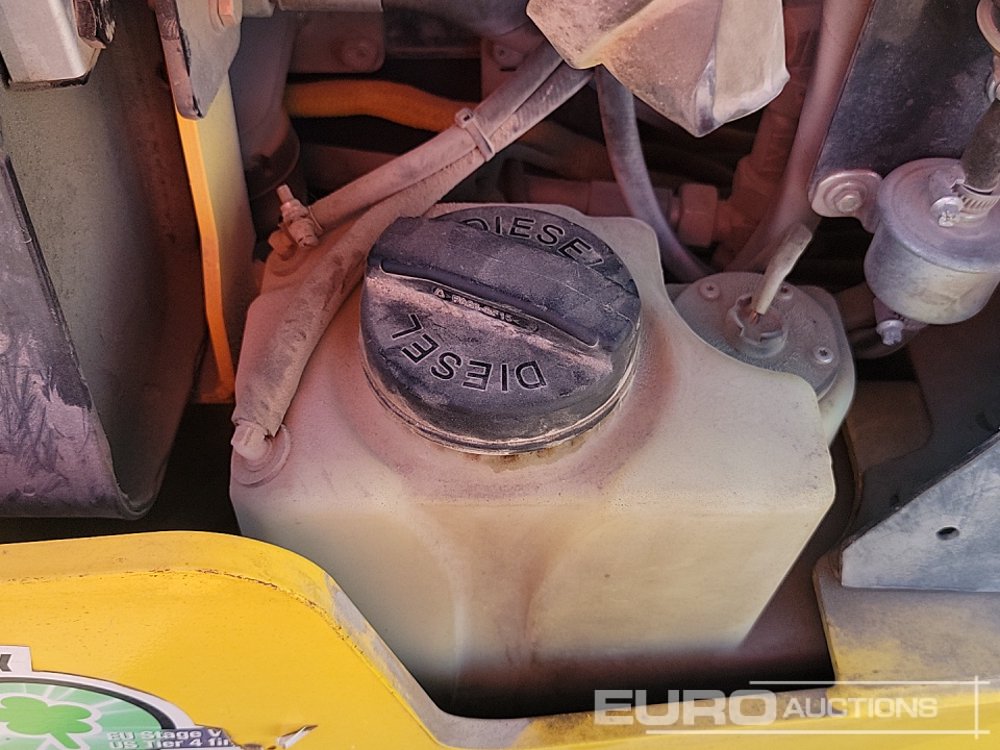 DIESEL
DIESEL
EU Stage V
US Tier 4 fin
EURO AUCTIONS